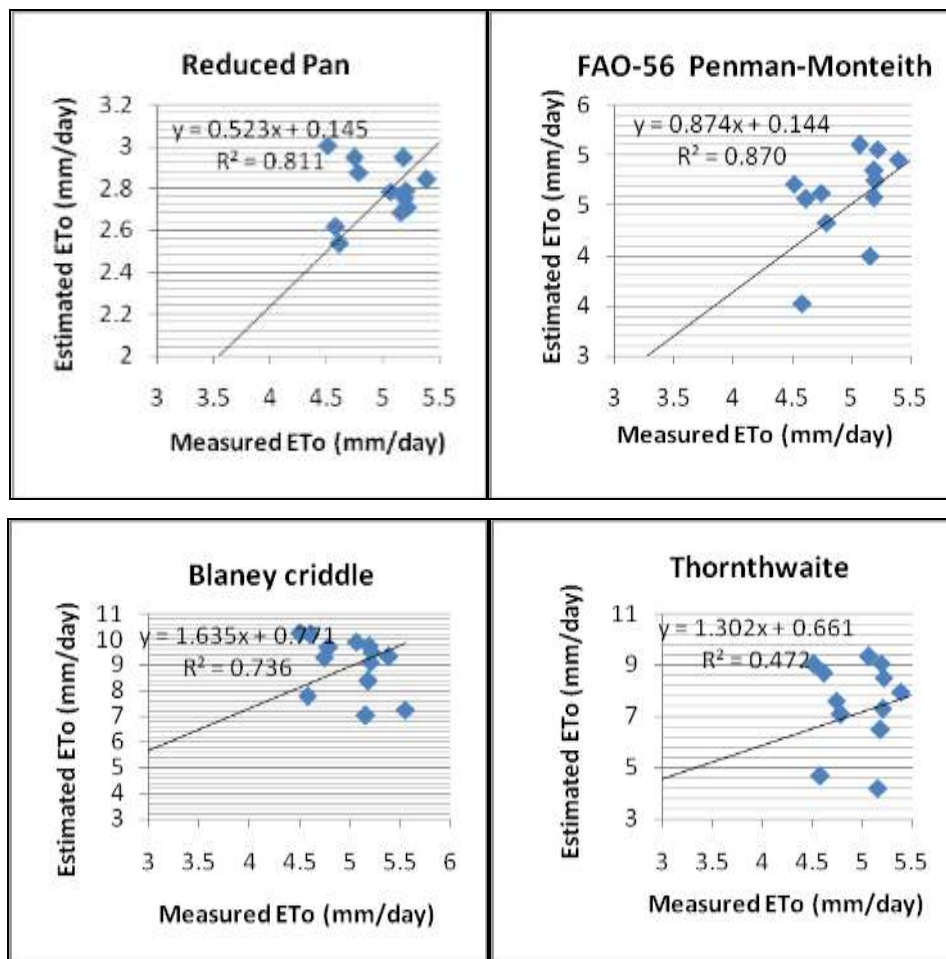 Reduced Pan
Estimated ETo (mm/day)
3.2
3
2.8
2.6
2.4
2.2
2
y = 0.523x + 0.145
R² = 0.811
3 3.5 4 4.5 5 5.5
Measured ETo (mm/day)
FAO-56 Penman-Monteith
Estimated ETo (mm/day)
6
5
5
4
4
3
y = 0.874x + 0.144
R² = 0.870
3 3.5 4 4.5 5 5.5
Measured ETo (mm/day)
Blaney criddle
Estimated ETo (mm/day)
11
10
9
8
7
6
5
4
3
y = 1.635x + 0.771
R² = 0.736
3 3.5 4 4.5 5 5.5 6
Measured ETo (mm/day)
Thornthwaite
Estimated ETo (mm/day)
11
9
7
5
3
y = 1.302x + 0.661
R² = 0.472
3 3.5 4 4.5 5 5.5
Measured ETo (mm/day)